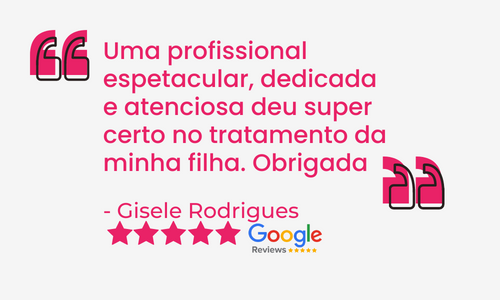 Uma profissional
espetacular, dedicada
e atenciosa deu super
certo no tratamento da
minha filha. Obrigada
- Gisele Rodrigues
Google
Reviews